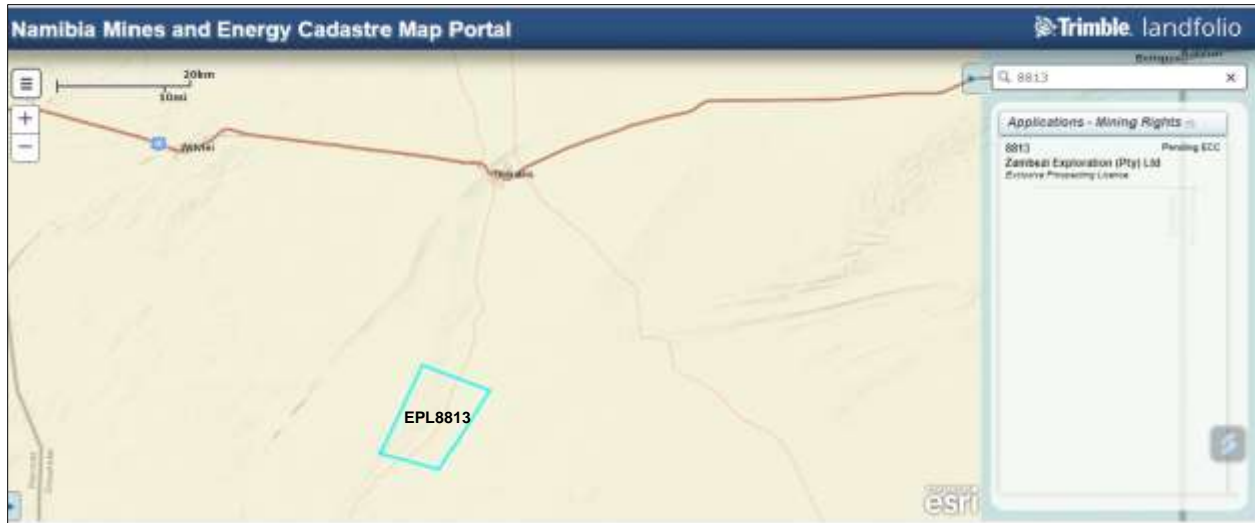 Namibia Mines and Energy Cadastre Map Portal
Trimble. landfolio
20km
10mi
8813
Applications - Mining Rights
8813 Pending ECC
Zambezi Exploration (Pty) Ltd
Exclusive Prospecting Licence
Witvlei
EPL8813
esri